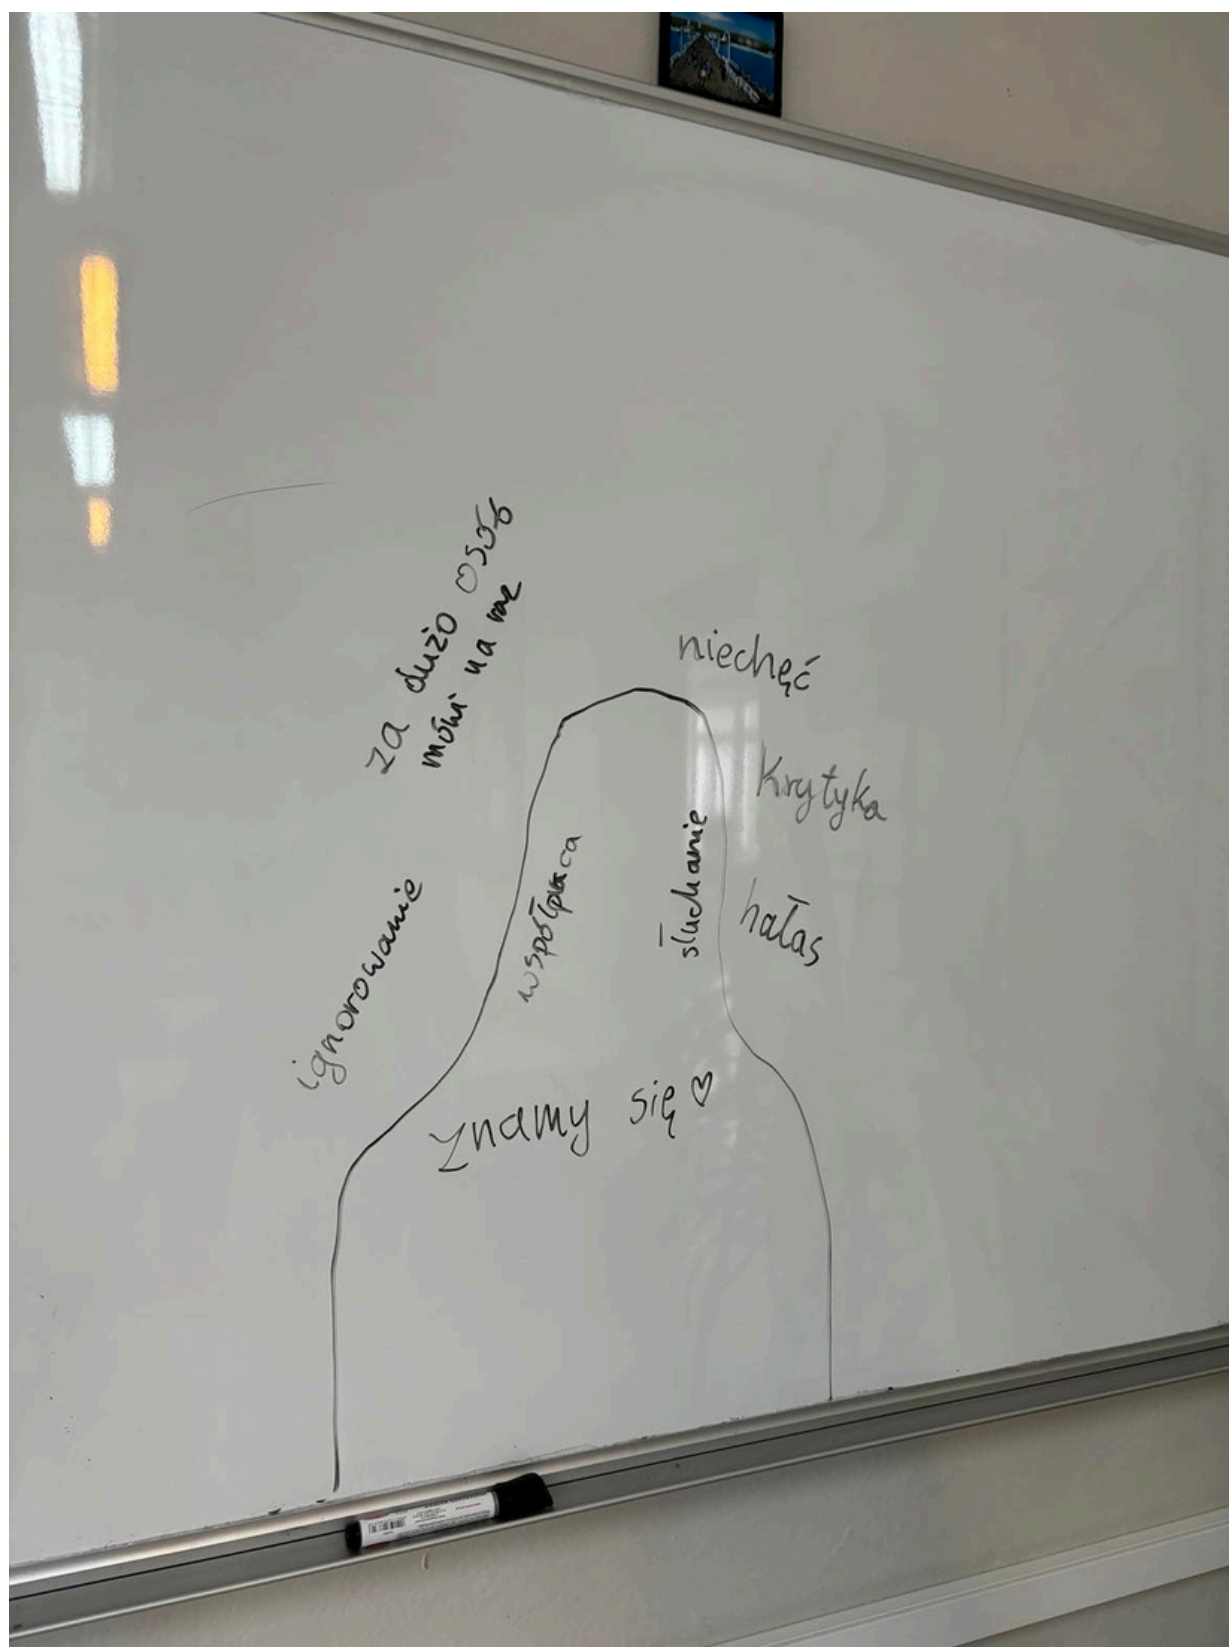 za dużo osób
mówi na raz
niechęć
krytyka
hałas
ignorowanie
współpraca
słuchanie
znamy się ♡